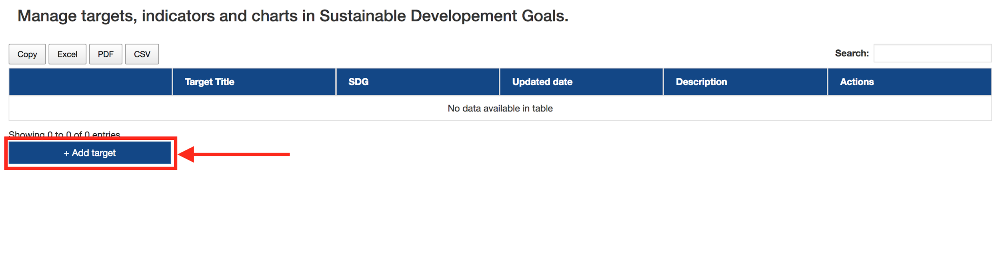 Manage targets, indicators and charts in Sustainable Developement Goals.
Copy Excel PDF CSV Search:
Target Title SDG Updated date Description Actions
No data available in table
Showing 0 to 0 of 0 entries
+ Add target